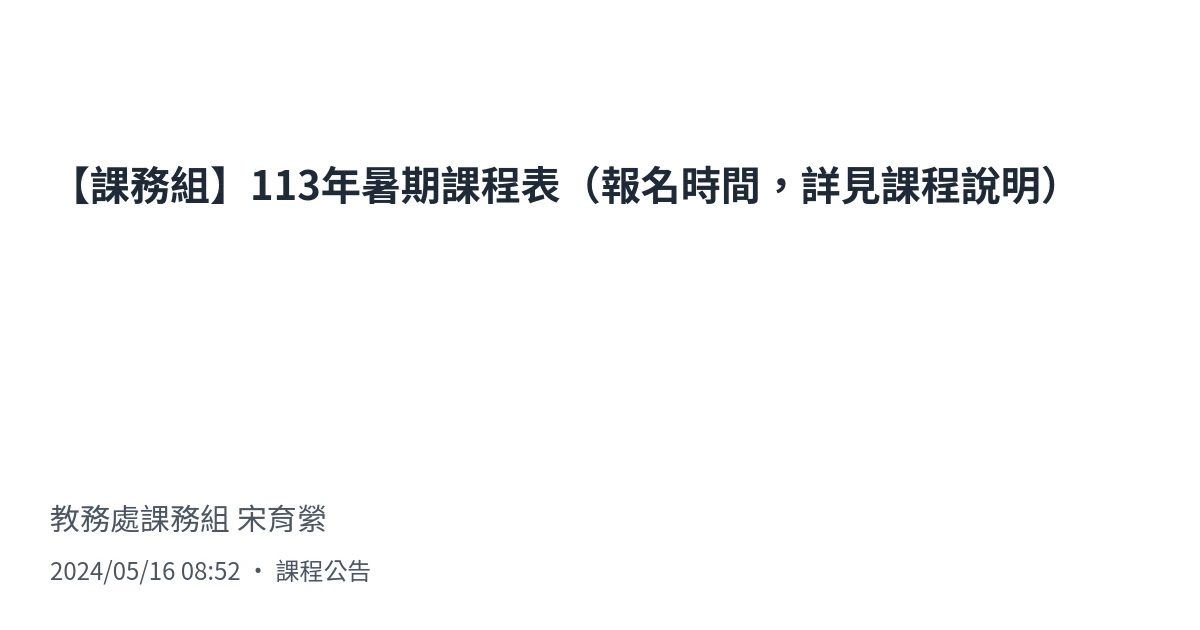 【課務組】113年暑期課程表（報名時間，詳見課程說明）
教務處課務組 宋育縈
2024/05/16 08:52 • 課程公告